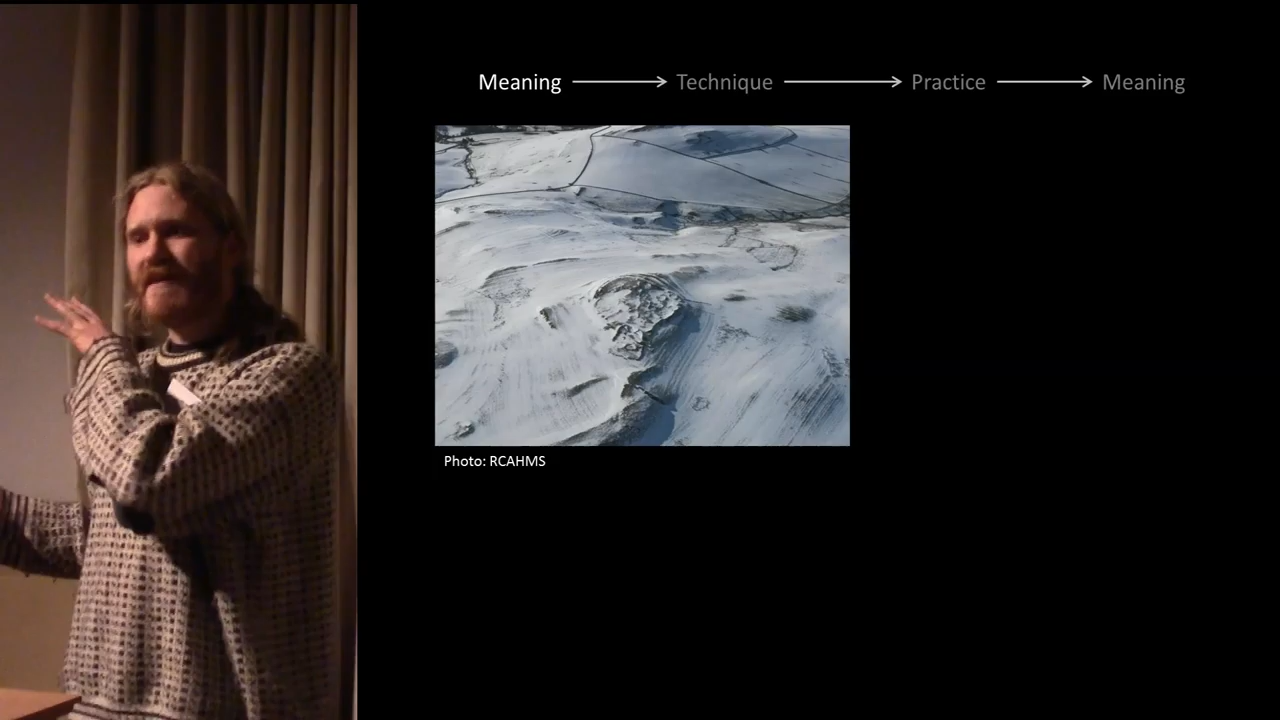 Meaning → Technique → Practice → Meaning
Photo: RCAHMS